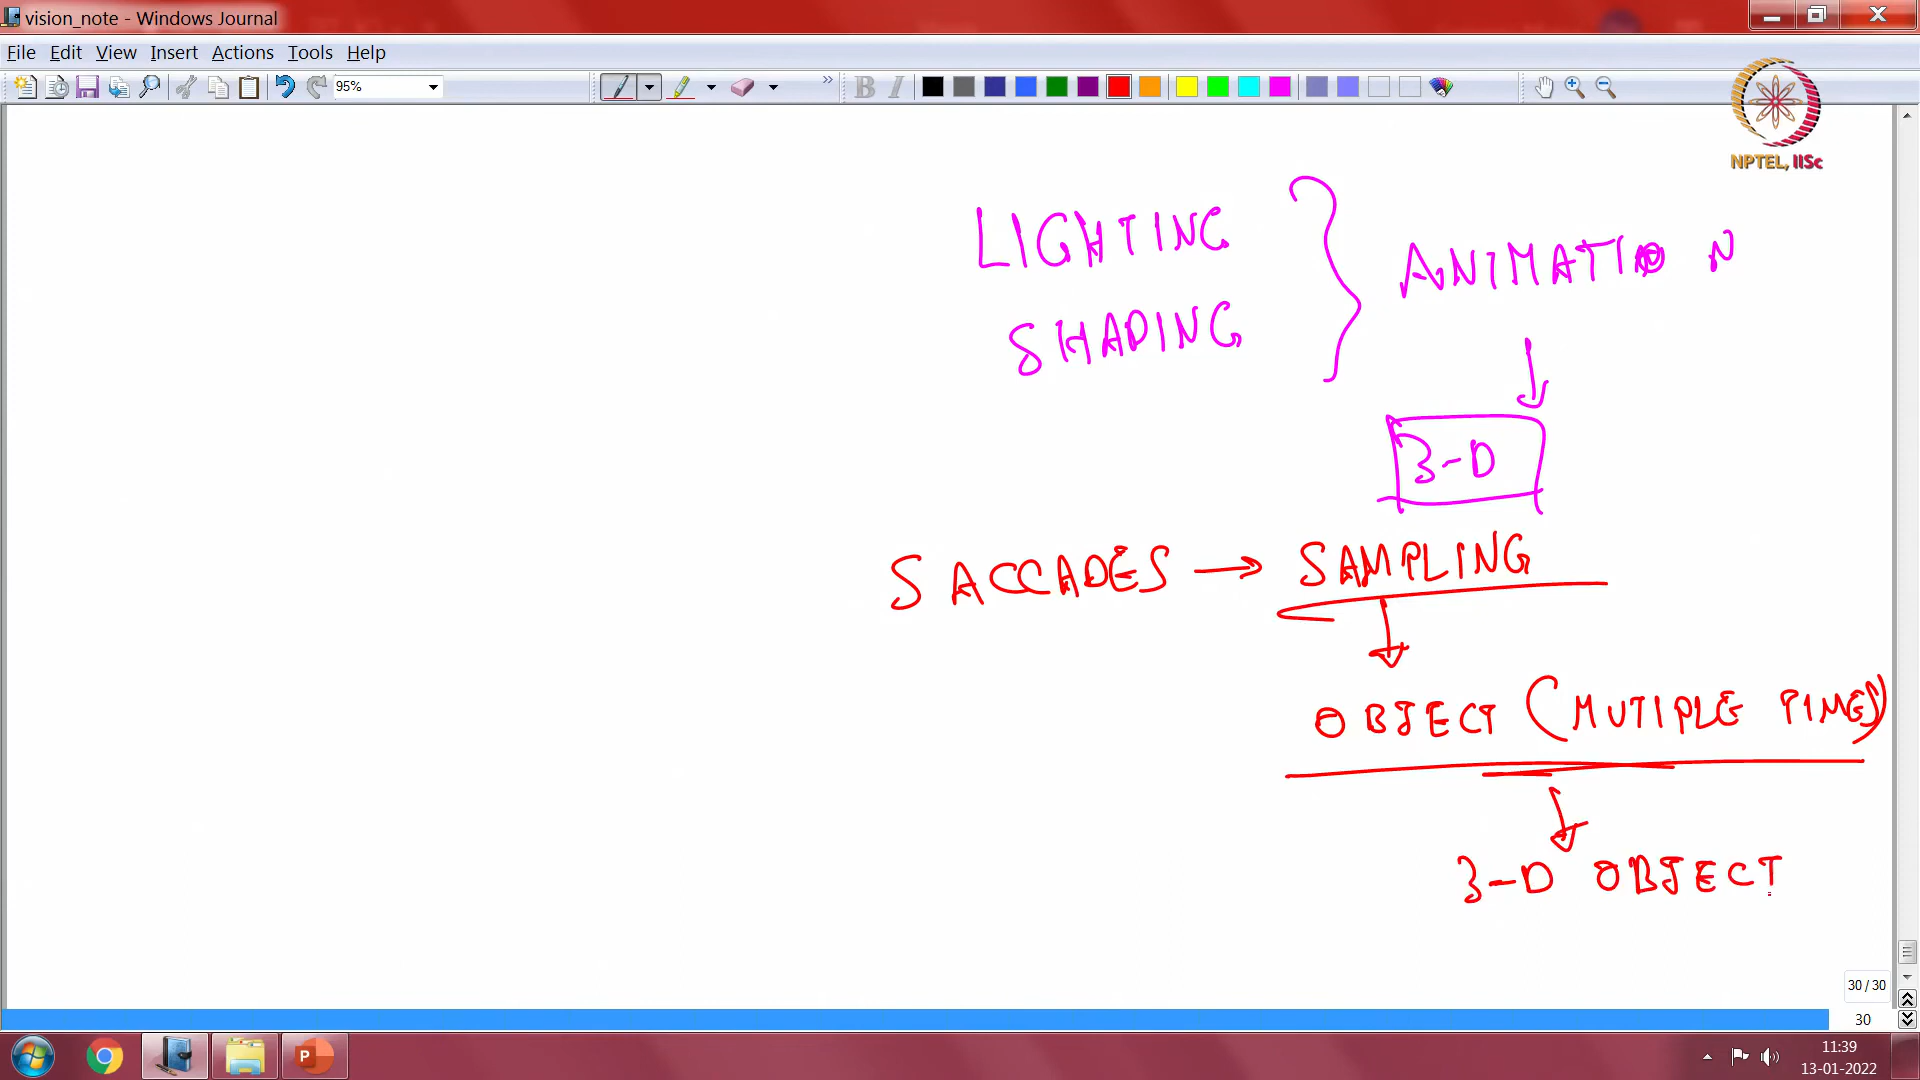 vision_note - Windows Journal
File Edit View Insert Actions Tools Help
95%
NPTEL, IISc
LIGHTING
SHADING
ANIMATION
3-D
SACCADES → SAMPLING
OBJECT (MUTIPLE TIMES)
3-D OBJECT
30 / 30
30
11:39
13-01-2022